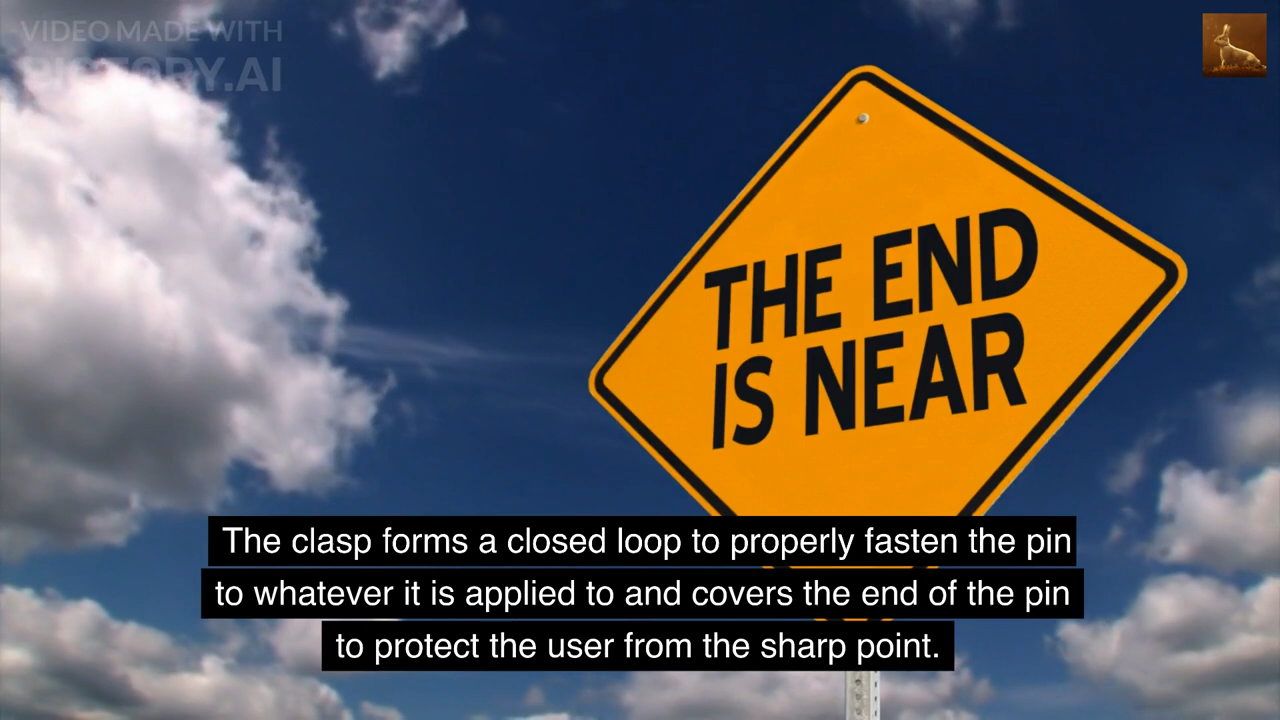 VIDEO MADE WITH
PICTORY.AI
THE END
IS NEAR
The clasp forms a closed loop to properly fasten the pin
to whatever it is applied to and covers the end of the pin
to protect the user from the sharp point.